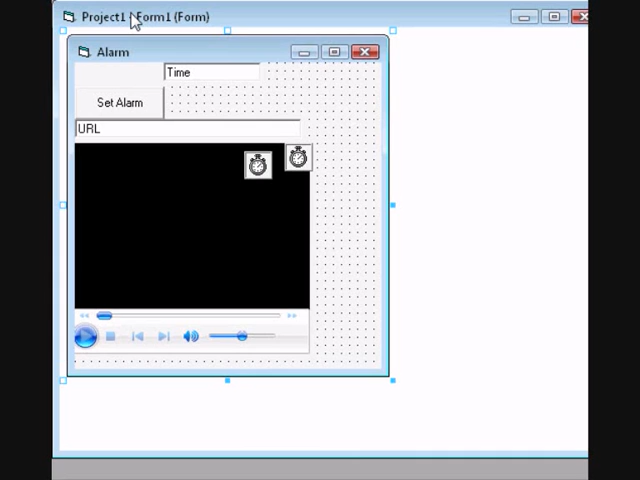 Project1 - Form1 (Form)
Alarm
Time
Set Alarm
URL